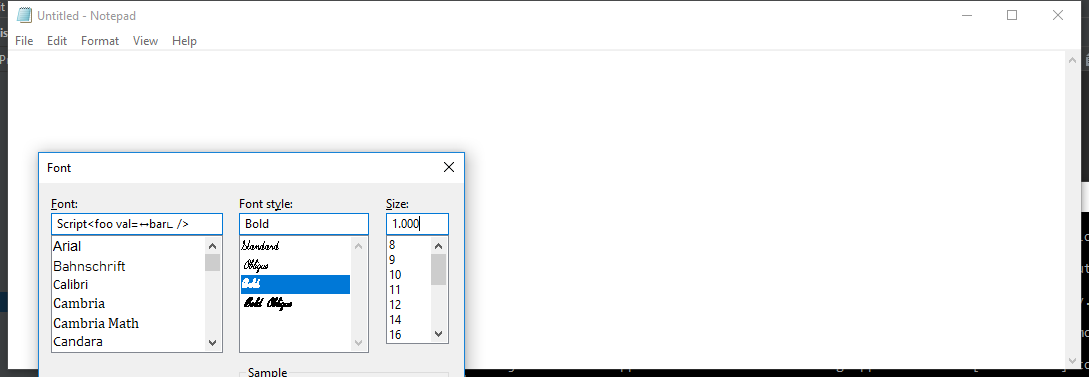 Untitled - Notepad
File Edit Format View Help
Font
Font: Font style: Size:
Script<foo val=↔bar∟ /> Bold 1.000
Arial Standard 8
Bahnschrift Oblique 9
Calibri Bold 10
Cambria Bold Oblique 11
Cambria Math 12
Candara 14
16
Sample